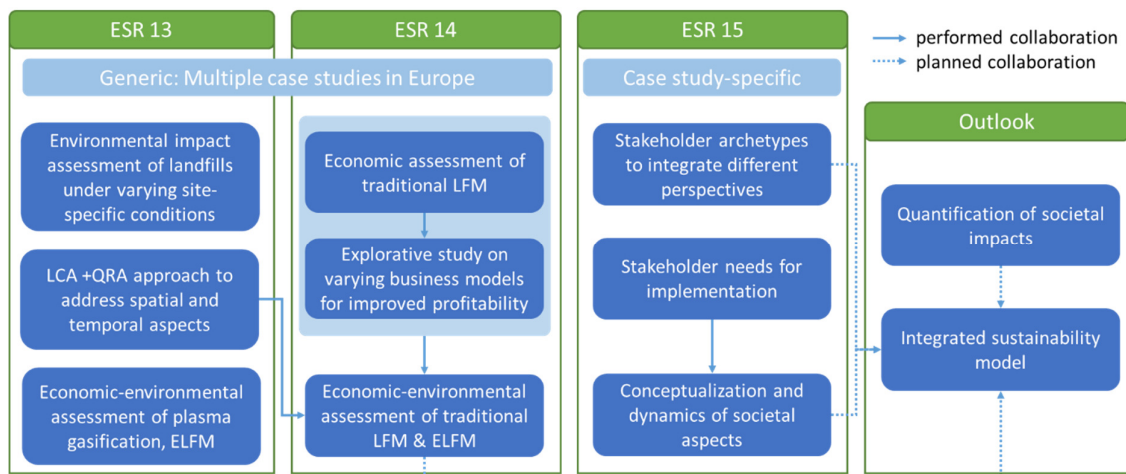 ESR 13
ESR 14
Generic: Multiple case studies in Europe
Environmental impact
assessment of landfills
under varying site-
specific conditions
LCA +QRA approach to
address spatial and
temporal aspects
Economic-environmental
assessment of plasma
gasification, ELFM
Economic assessment of
traditional LFM
Explorative study on
varying business models
for improved profitability
Economic-environmental
assessment of traditional
LFM & ELFM
ESR 15
Case study-specific
Stakeholder archetypes
to integrate different
perspectives
Stakeholder needs for
implementation
Conceptualization and
dynamics of societal
aspects
performed collaboration
planned collaboration
Outlook
Quantification of societal
impacts
Integrated sustainability
model